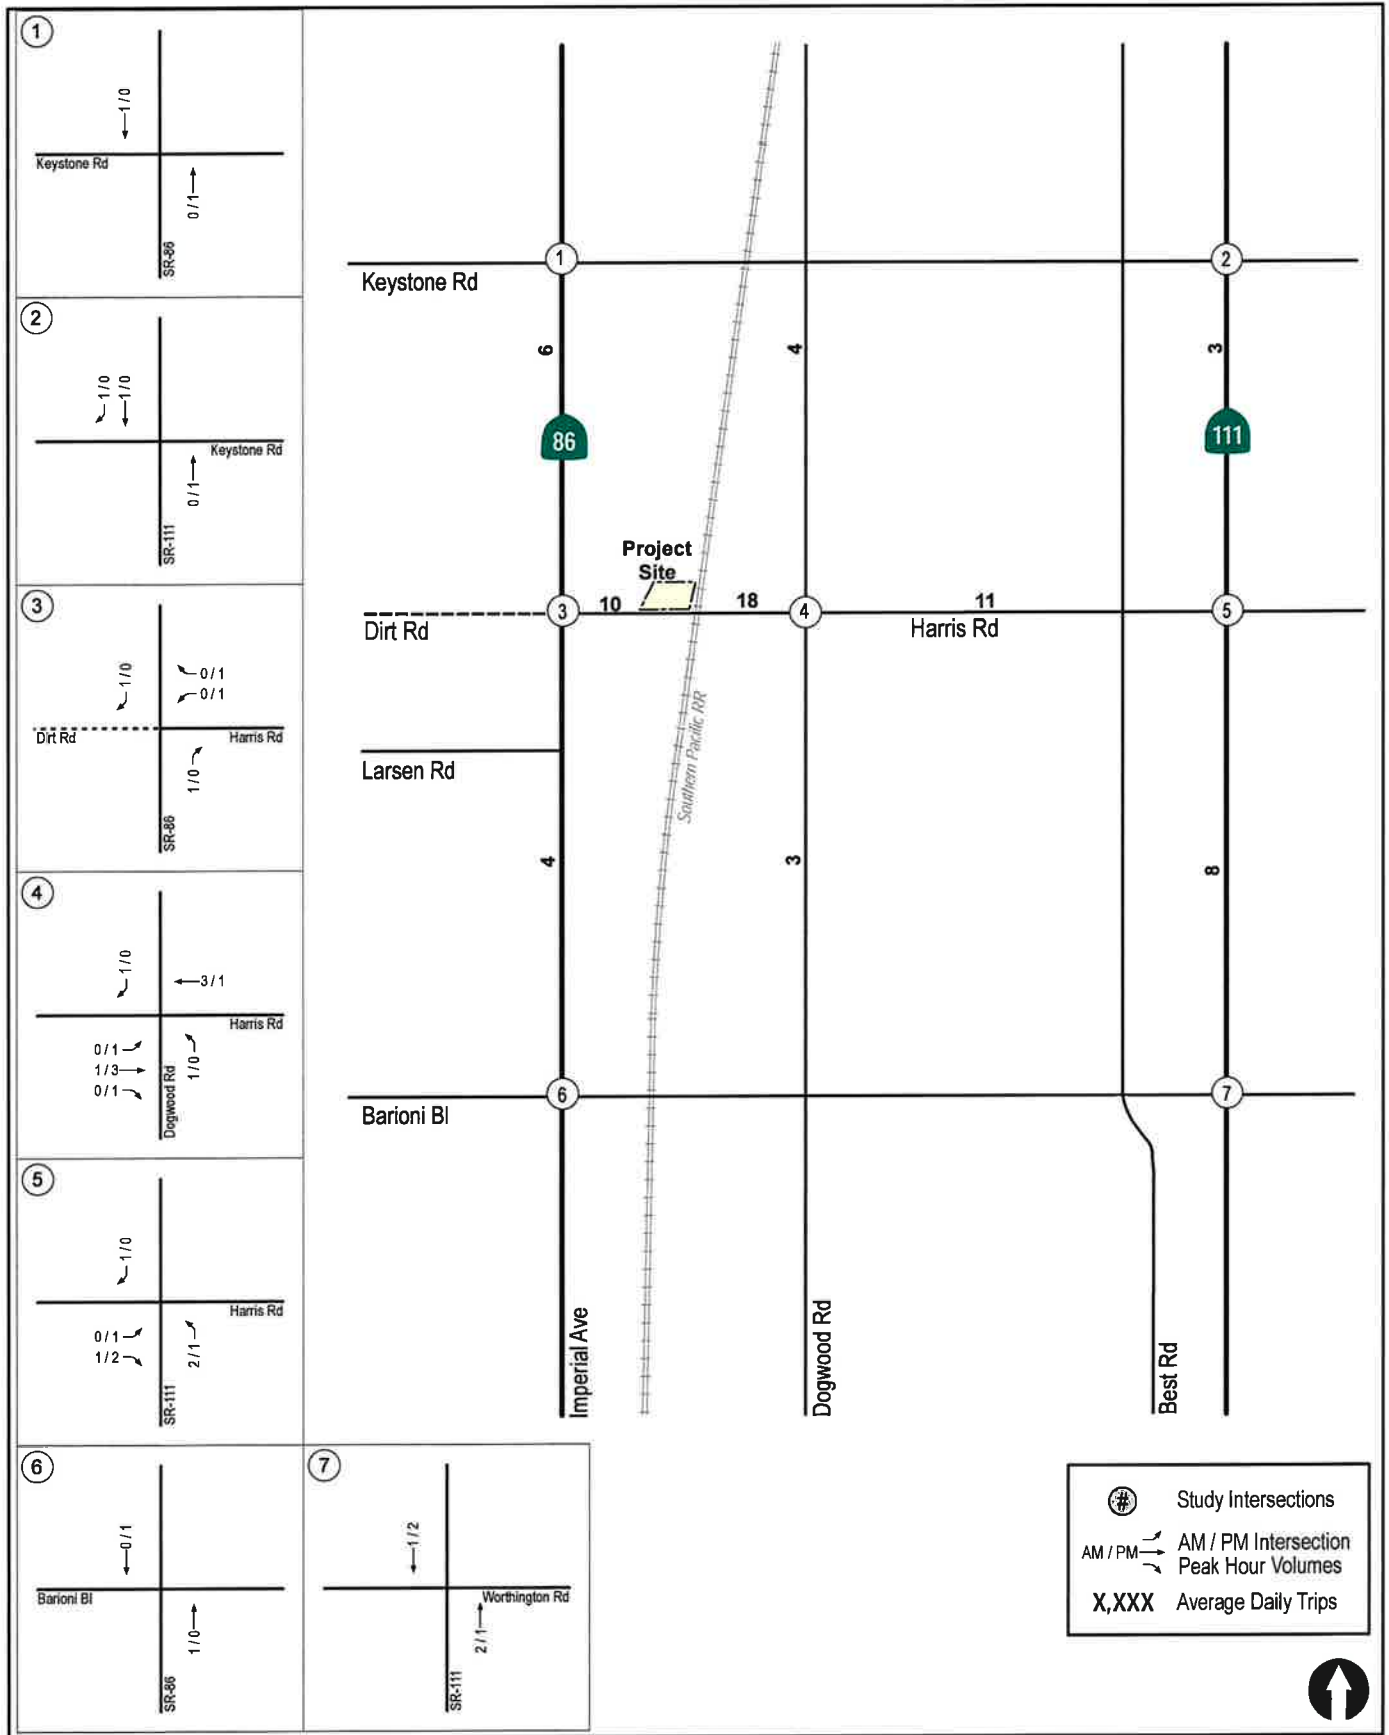 1
1/0
Keystone Rd
0/1
SR-86
2
1/0
1/0
Keystone Rd
0/1
SR-111
3
1/0
0/1
0/1
Dirt Rd
Harris Rd
1/0
SR-86
4
1/0
3/1
Harris Rd
0/1
1/3
0/1
1/0
Dogwood Rd
5
1/0
Harris Rd
0/1
1/2
2/1
SR-111
6
0/1
Barioni Bl
1/0
SR-86
7
1/2
Worthington Rd
2/1
SR-111
1
2
Keystone Rd
6
4
3
86
111
Project
Site
10
18
11
3
4
5
Dirt Rd
Harris Rd
Southern Pacific RR
Larsen Rd
4
3
8
6
7
Barioni Bl
Imperial Ave
Dogwood Rd
Best Rd
# Study Intersections
AM / PM AM / PM Intersection
Peak Hour Volumes
X,XXX Average Daily Trips